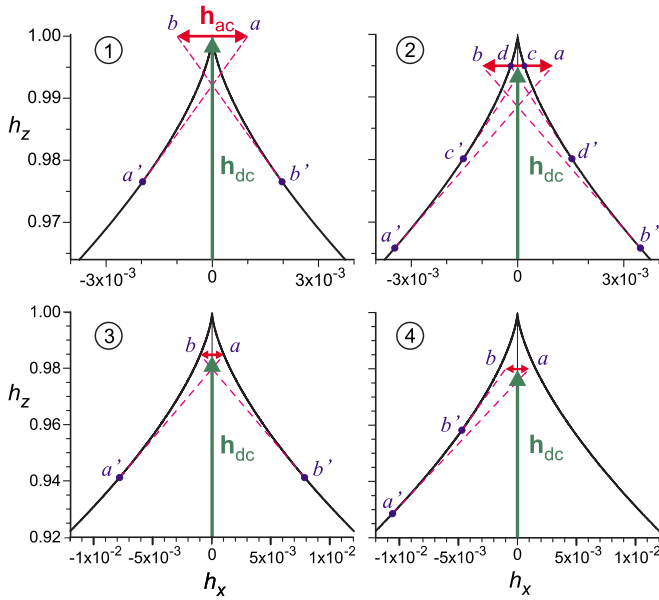 b h_ac a
1.00
1
0.99
h_z
0.98
a' b'
h_dc
0.97
-3x10⁻³ 0 3x10⁻³
2
b d c a
c' d'
h_dc
a' b'
-3x10⁻³ 0 3x10⁻³
1.00
3
b a
0.98
h_z
0.96
h_dc
a' b'
0.94
0.92
-1x10⁻² -5x10⁻³ 0 5x10⁻³ 1x10⁻²
h_x
4
b a
b'
h_dc
a'
-1x10⁻² -5x10⁻³ 0 5x10⁻³ 1x10⁻²
h_x